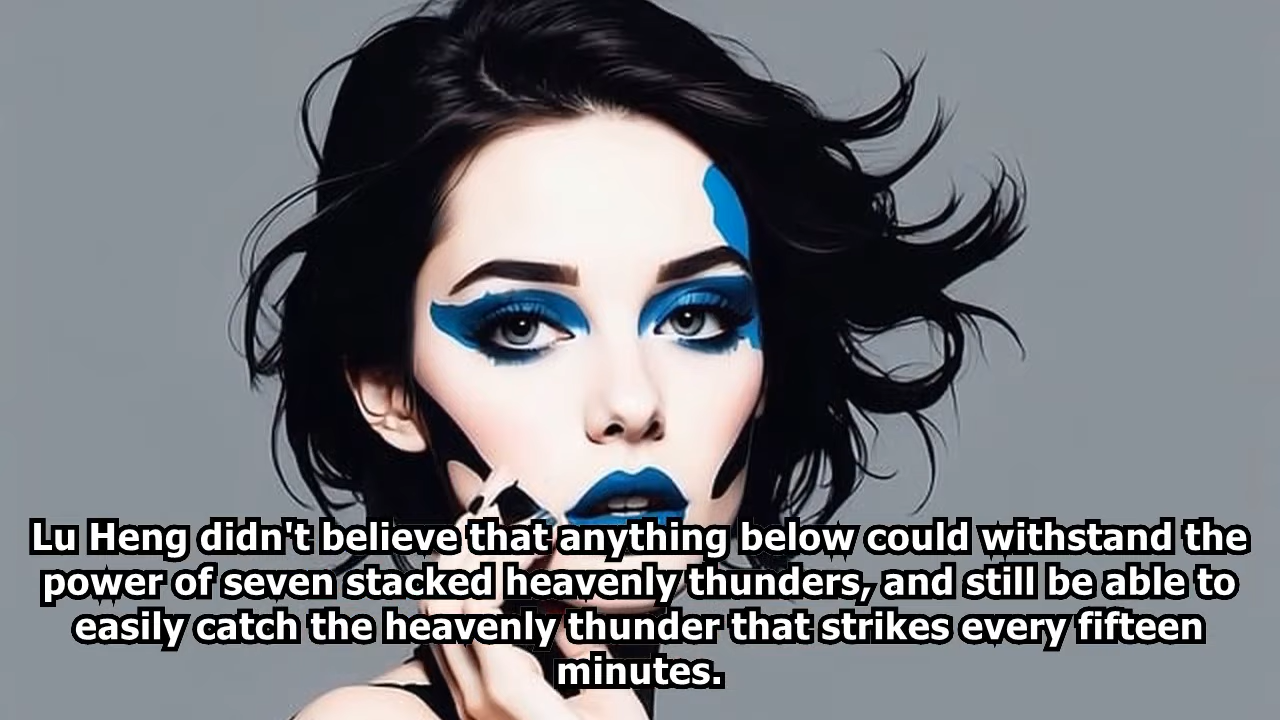 Lu Heng didn't believe that anything below could withstand the
power of seven stacked heavenly thunders, and still be able to
easily catch the heavenly thunder that strikes every fifteen
minutes.